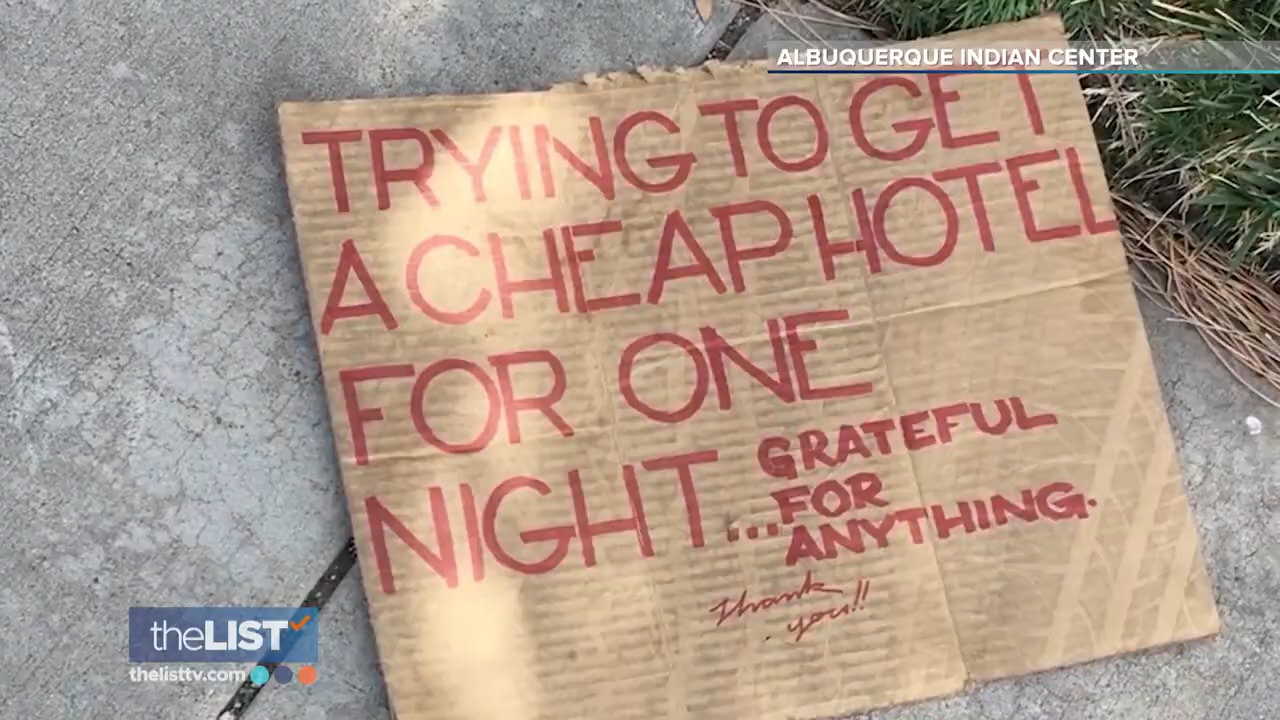 ALBUQUERQUE INDIAN CENTER
TRYING TO GET
A CHEAP HOTEL
FOR ONE
NIGHT...
GRATEFUL
FOR
ANYTHING.
Thank
you!!
theLIST
thelisttv.com